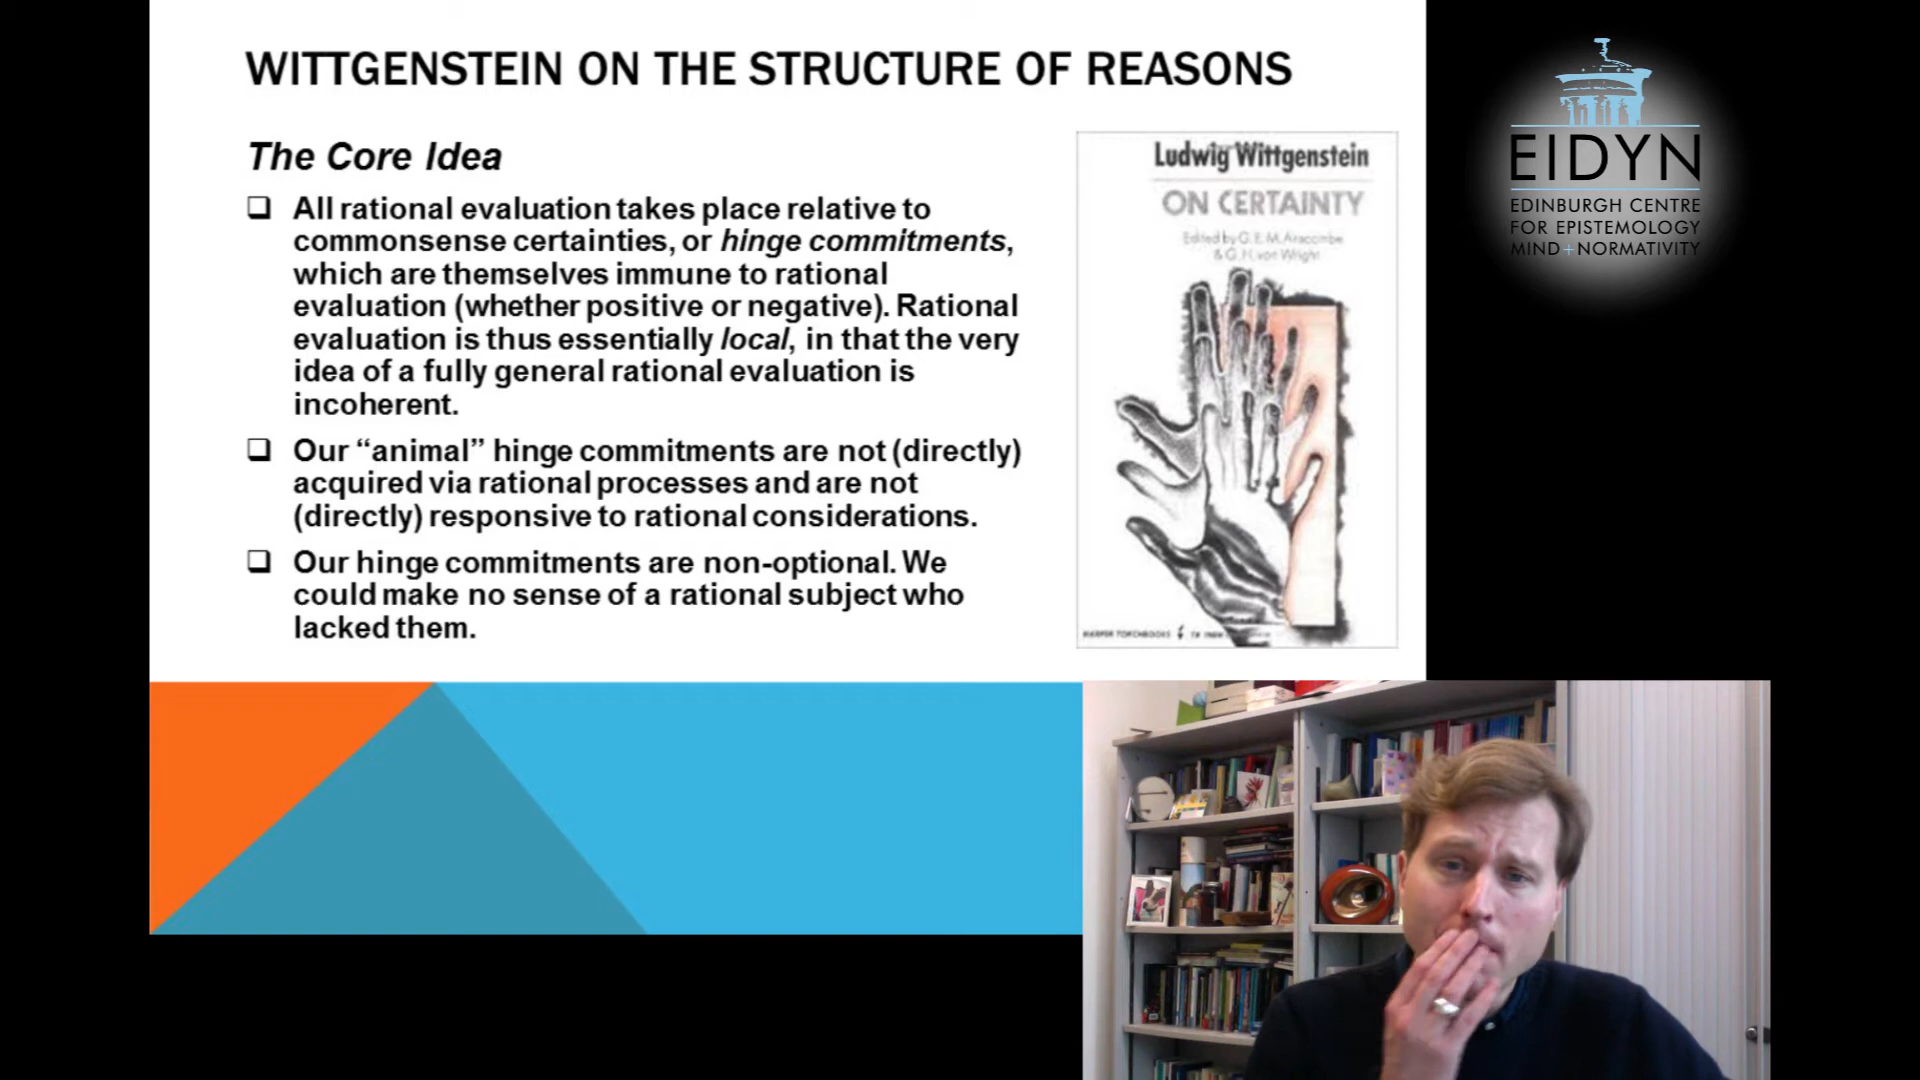 WITTGENSTEIN ON THE STRUCTURE OF REASONS
The Core Idea
All rational evaluation takes place relative to
commonsense certainties, or hinge commitments,
which are themselves immune to rational
evaluation (whether positive or negative). Rational
evaluation is thus essentially local, in that the very
idea of a fully general rational evaluation is
incoherent.
Our “animal” hinge commitments are not (directly)
acquired via rational processes and are not
(directly) responsive to rational considerations.
Our hinge commitments are non-optional. We
could make no sense of a rational subject who
lacked them.
Ludwig Wittgenstein
ON CERTAINTY
Edited by G. E. M. Anscombe
& G. H. von Wright
HARPER TORCHBOOKS
EIDYN
EDINBURGH CENTRE
FOR EPISTEMOLOGY
MIND+NORMATIVITY